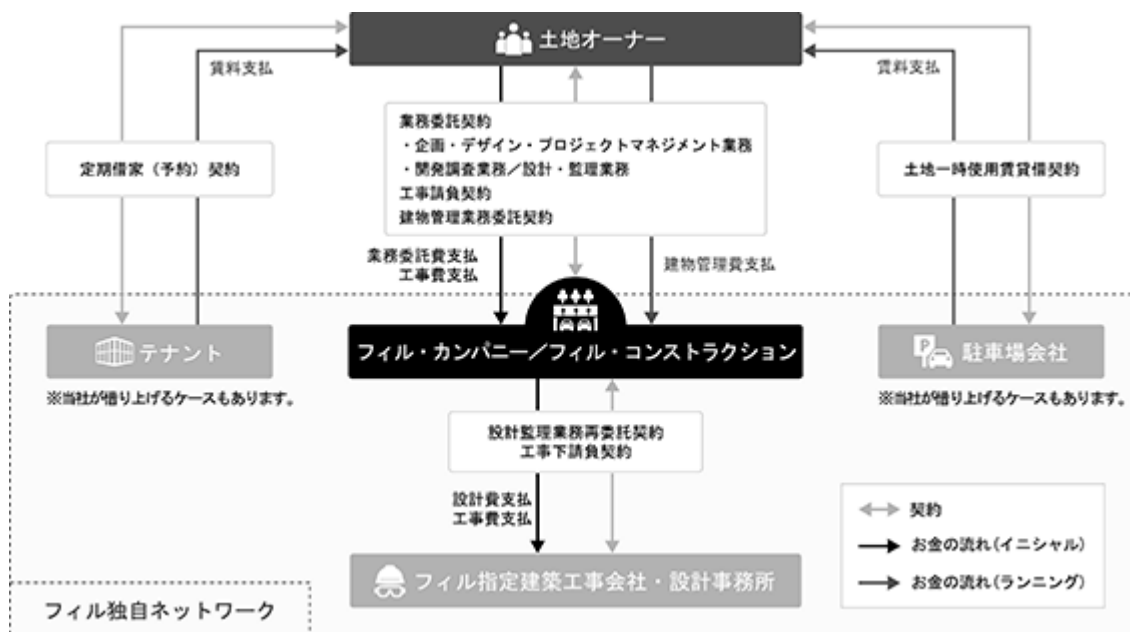 土地オーナー
賃料支払
賃料支払
業務委託契約
・企画・デザイン・プロジェクトマネジメント業務
・開発調査業務／設計・監理業務
工事請負契約
建物管理業務委託契約
定期借家（予約）契約
土地一時使用賃貸借契約
業務委託費支払
工事費支払
建物管理費支払
テナント
フィル・カンパニー／フィル・コンストラクション
P
駐車場会社
※当社が借り上げるケースもあります。
※当社が借り上げるケースもあります。
設計監理業務再委託契約
工事下請負契約
設計費支払
工事費支払
契約
お金の流れ(イニシャル)
お金の流れ(ランニング)
フィル指定建築工事会社・設計事務所
フィル独自ネットワーク